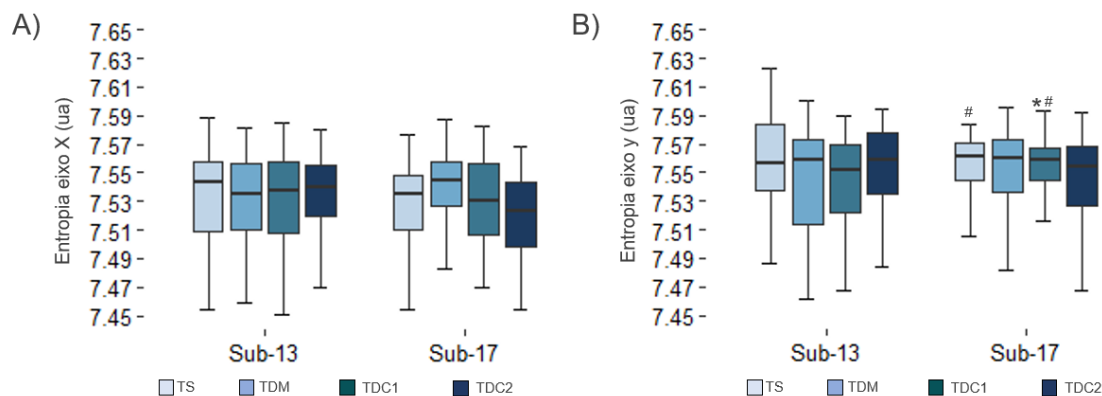 A)
Entropia eixo X (ua)
7.65
7.63
7.61
7.59
7.57
7.55
7.53
7.51
7.49
7.47
7.45
Sub-13
Sub-17
TS
TDM
TDC1
TDC2
B)
Entropia eixo y (ua)
7.65
7.63
7.61
7.59
7.57
7.55
7.53
7.51
7.49
7.47
7.45
#
*#
Sub-13
Sub-17
TS
TDM
TDC1
TDC2